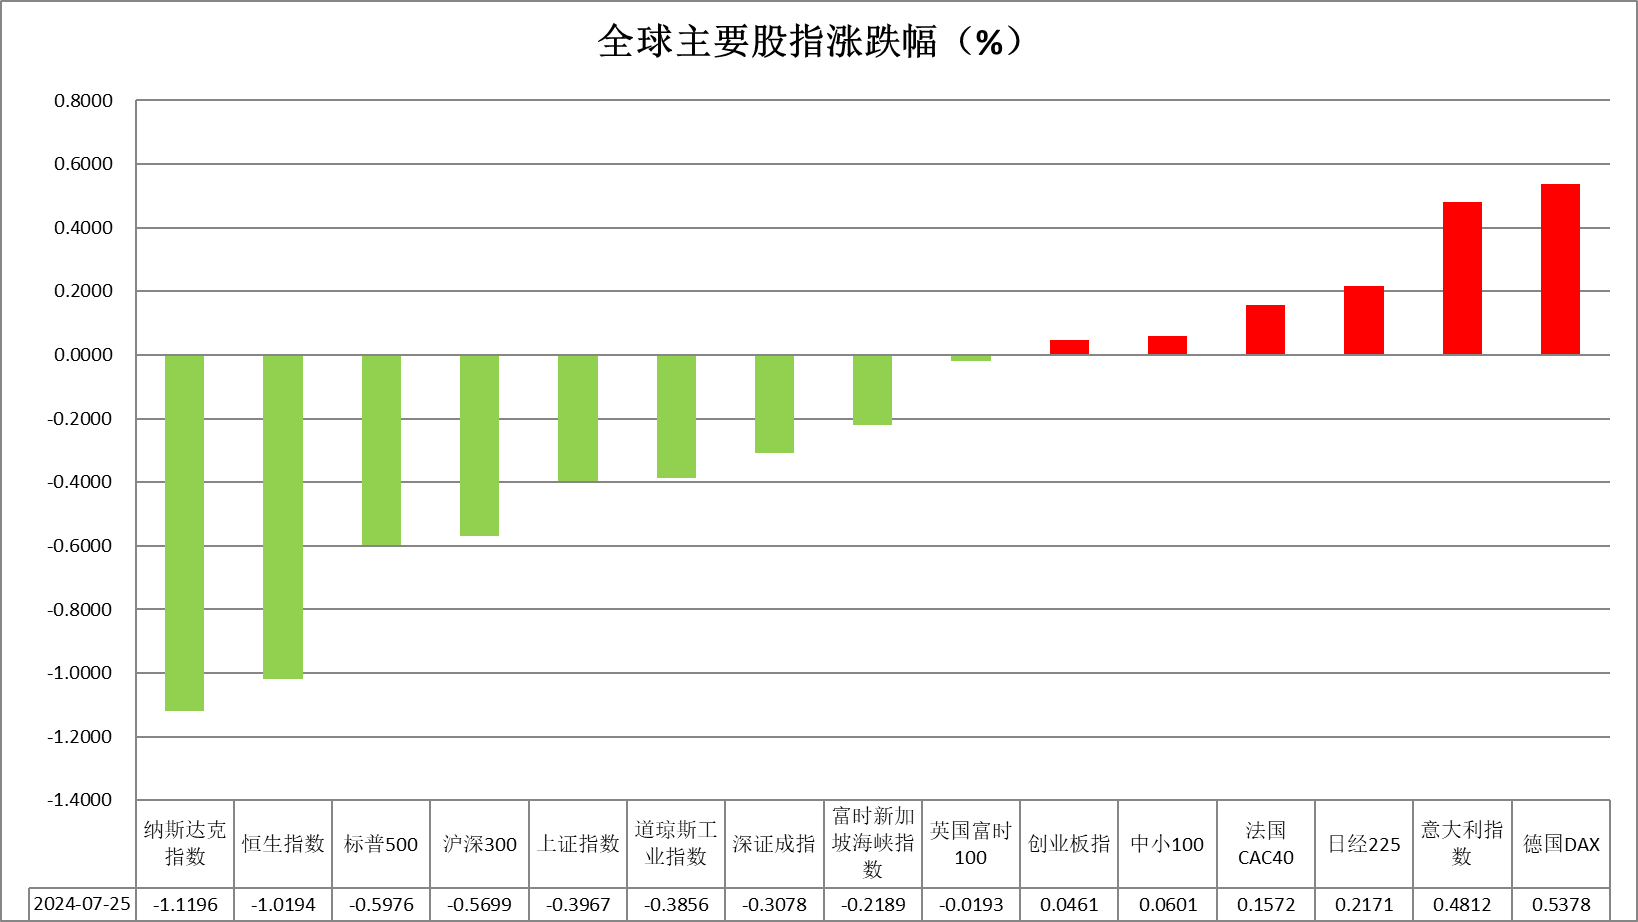 全球主要股指涨跌幅（%）
0.8000
0.6000
0.4000
0.2000
0.0000
-0.2000
-0.4000
-0.6000
-0.8000
-1.0000
-1.2000
-1.4000
纳斯达克
指数
恒生指数
标普500
沪深300
上证指数
道琼斯工
业指数
深证成指
富时新加
坡海峡指
数
英国富时
100
创业板指
中小100
法国
CAC40
日经225
意大利指
数
德国DAX
2024-07-25 -1.1196 -1.0194 -0.5976 -0.5699 -0.3967 -0.3856 -0.3078 -0.2189 -0.0193 0.0461 0.0601 0.1572 0.2171 0.4812 0.5378